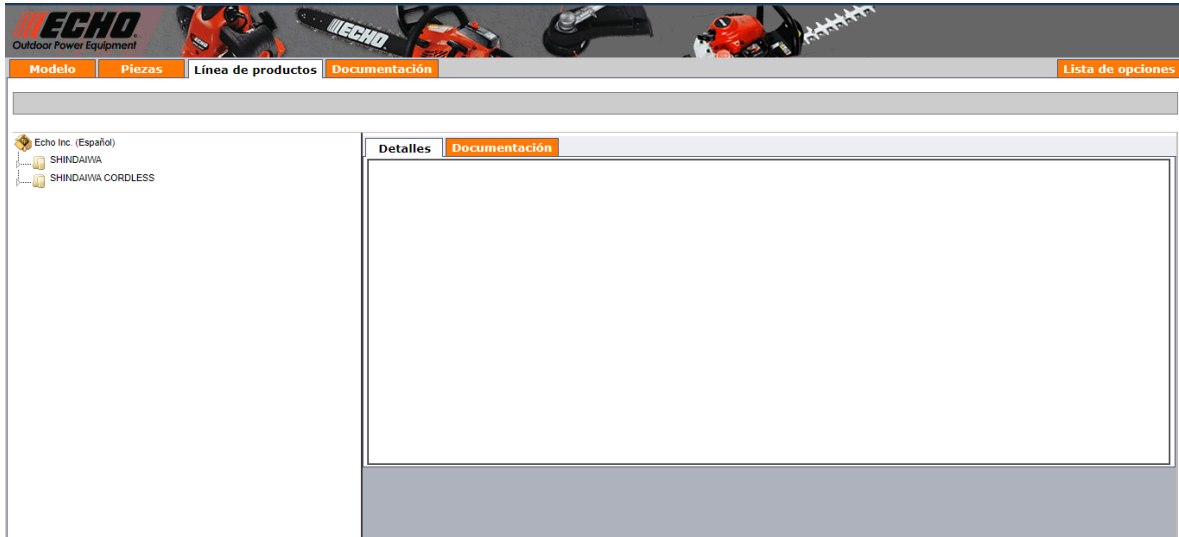 ECHO
Outdoor Power Equipment
ECHO
Modelo Piezas Línea de productos Documentación Lista de opciones
Echo Inc. (Español)
SHINDAIWA
SHINDAIWA CORDLESS
Detalles Documentación